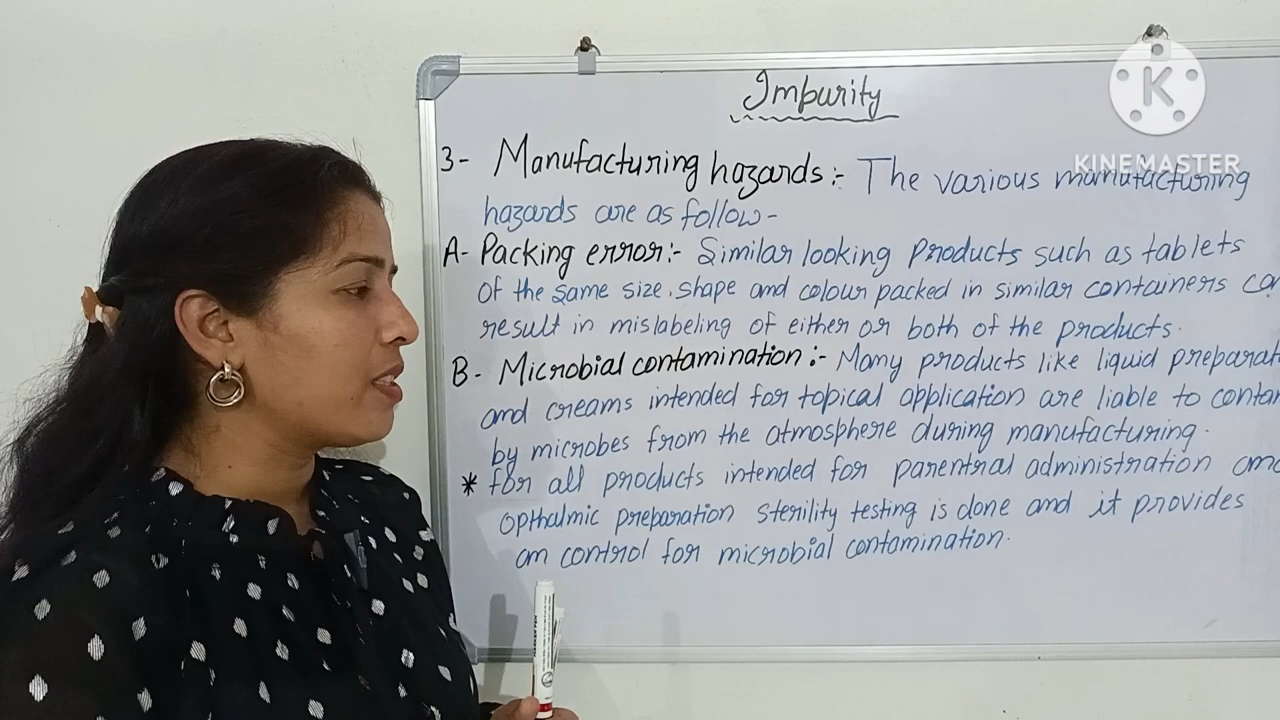 Impurity
K
KINEMASTER
3- Manufacturing hazards:- The various manufacturing
hazards are as follow-
A- Packing error:- Similar looking Products such as tablets
Of the same size, shape and colour packed in similar containers
result in mislabeling of either or both of the products.
B- Microbial contamination:- Many products like liquid
and creams intended for topical application are liable to
by microbes from the atmosphere during manufacturing.
* for all products intended for parentral administration and
opthalmic preparation sterility testing is done and it provides
an control for microbial contamination.